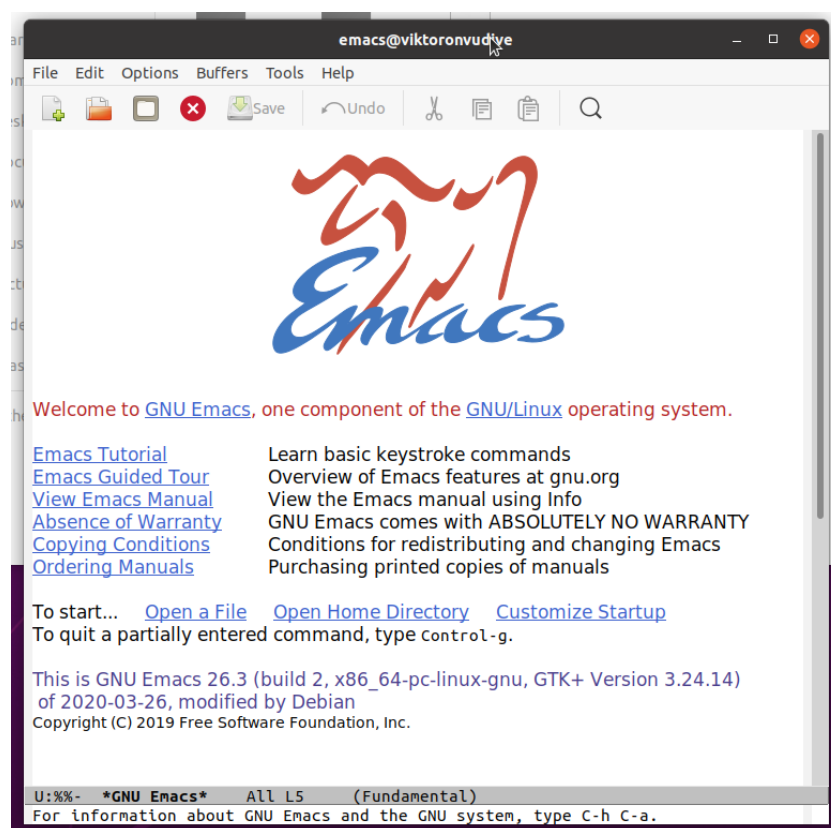 emacs@viktoronvudive
File Edit Options Buffers Tools Help
Save Undo
Emacs
Welcome to GNU Emacs, one component of the GNU/Linux operating system.
Emacs Tutorial Learn basic keystroke commands
Emacs Guided Tour Overview of Emacs features at gnu.org
View Emacs Manual View the Emacs manual using Info
Absence of Warranty GNU Emacs comes with ABSOLUTELY NO WARRANTY
Copying Conditions Conditions for redistributing and changing Emacs
Ordering Manuals Purchasing printed copies of manuals
To start... Open a File Open Home Directory Customize Startup
To quit a partially entered command, type Control-g.
This is GNU Emacs 26.3 (build 2, x86_64-pc-linux-gnu, GTK+ Version 3.24.14)
of 2020-03-26, modified by Debian
Copyright (C) 2019 Free Software Foundation, Inc.
U:%%- *GNU Emacs* All L5 (Fundamental)
For information about GNU Emacs and the GNU system, type C-h C-a.